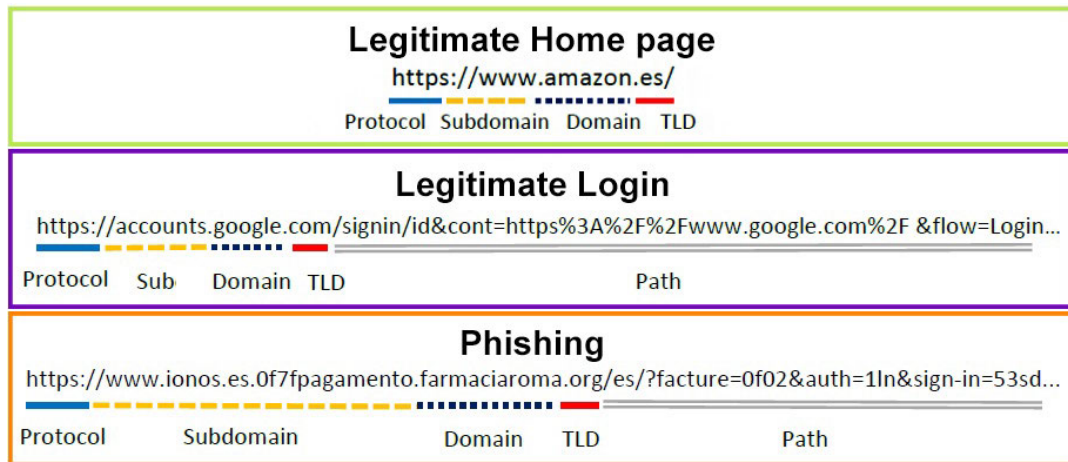 Legitimate Home page
https://www.amazon.es/
Protocol Subdomain Domain TLD
Legitimate Login
https://accounts.google.com/signin/id&cont=https%3A%2F%2Fwww.google.com%2F &flow=Login...
Protocol Sub Domain TLD Path
Phishing
https://www.ionos.es.0f7fpagamento.farmaciaroma.org/es/?facture=0f02&auth=1ln&sign-in=53sd...
Protocol Subdomain Domain TLD Path